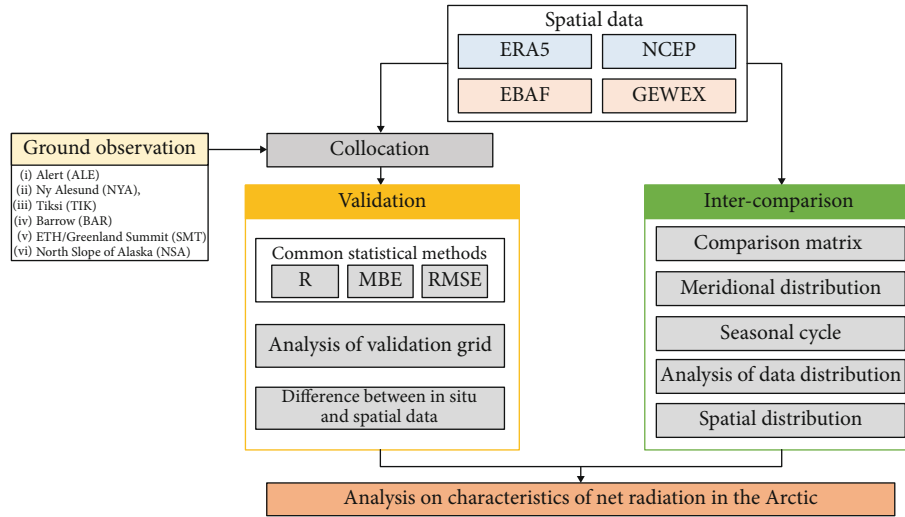 Spatial data
ERA5
NCEP
EBAF
GEWEX
Ground observation
(i) Alert (ALE)
(ii) Ny Alesund (NYA),
(iii) Tiksi (TIK)
(iv) Barrow (BAR)
(v) ETH/Greenland Summit (SMT)
(vi) North Slope of Alaska (NSA)
Collocation
Validation
Common statistical methods
R
MBE
RMSE
Analysis of validation grid
Difference between in situ
and spatial data
Inter-comparison
Comparison matrix
Meridional distribution
Seasonal cycle
Analysis of data distribution
Spatial distribution
Analysis on characteristics of net radiation in the Arctic